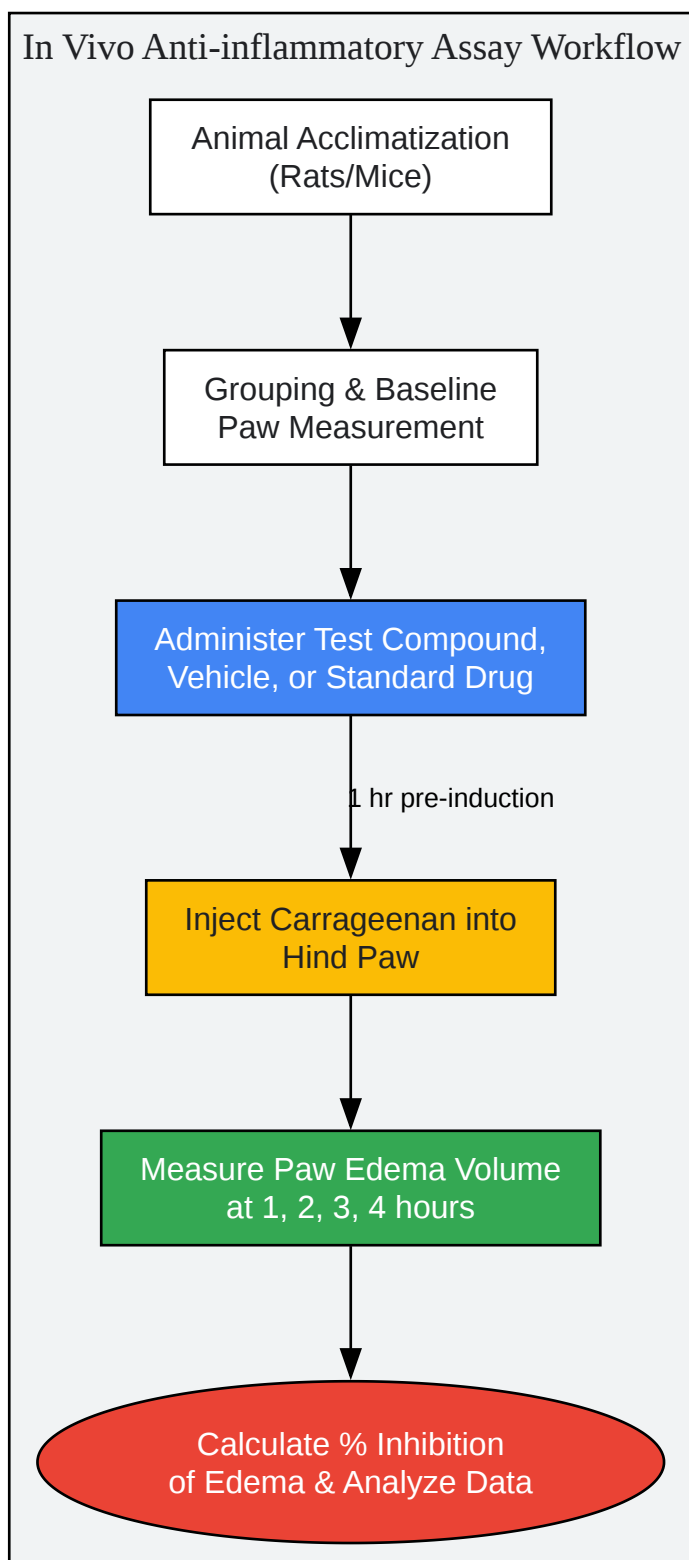 In Vivo Anti-inflammatory Assay Workflow
Animal Acclimatization
(Rats/Mice)
Grouping & Baseline
Paw Measurement
Administer Test Compound,
Vehicle, or Standard Drug
1 hr pre-induction
Inject Carrageenan into
Hind Paw
Measure Paw Edema Volume
at 1, 2, 3, 4 hours
Calculate % Inhibition
of Edema & Analyze Data